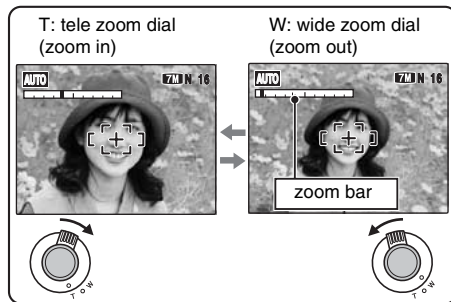 T: tele zoom dial
(zoom in)
W: wide zoom dial
(zoom out)
AUTO
7M N 16
AUTO
7M N 16
zoom bar
T
W
T
W